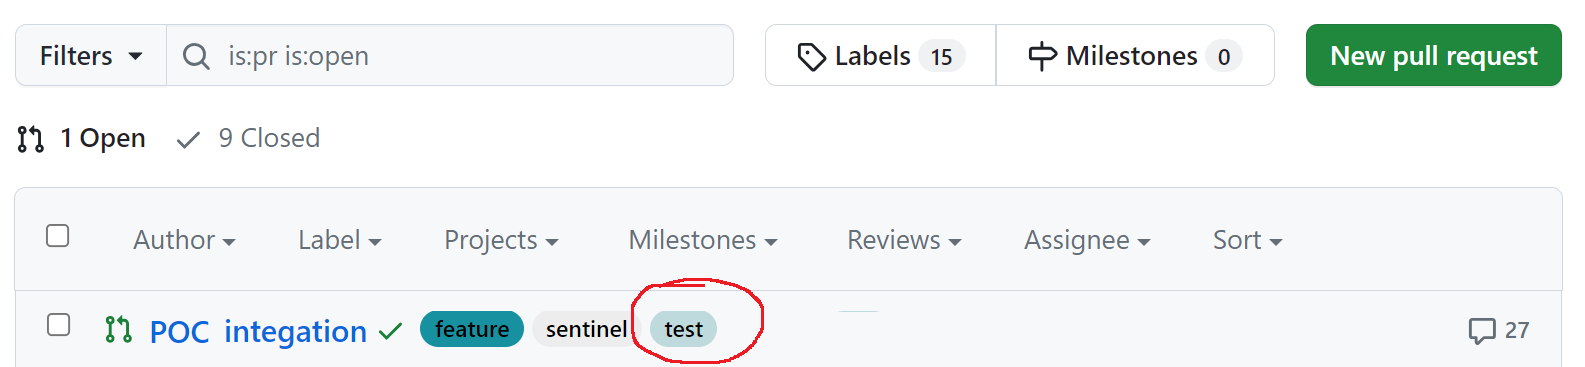 Filters is:pr is:open Labels 15 Milestones 0 New pull request
1 Open 9 Closed
Author Label Projects Milestones Reviews Assignee Sort
POC integation feature sentinel test 27